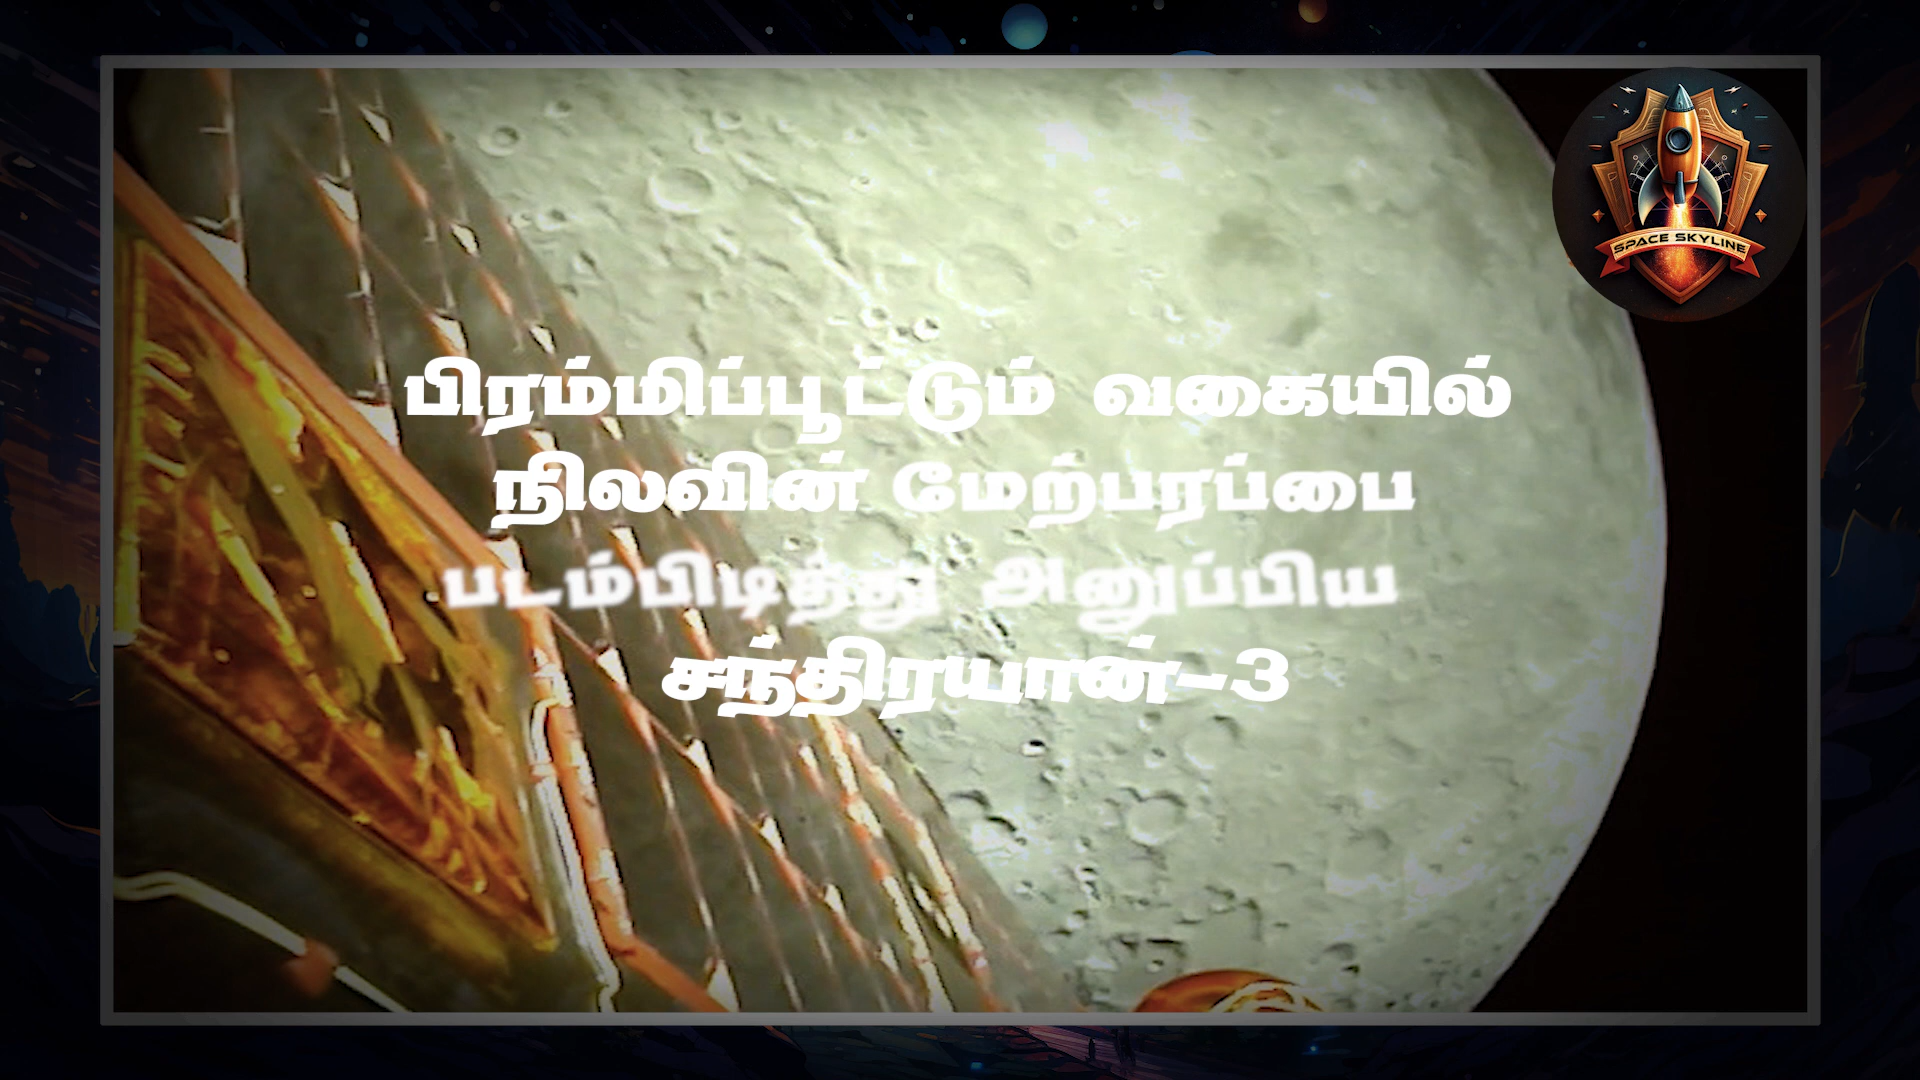 SPACE SKYLINE
பிரம்மிப்பூட்டும் வகையில்
நிலவின் மேற்பரப்பை
படம்பிடித்து அனுப்பிய
சந்திரயான்-3